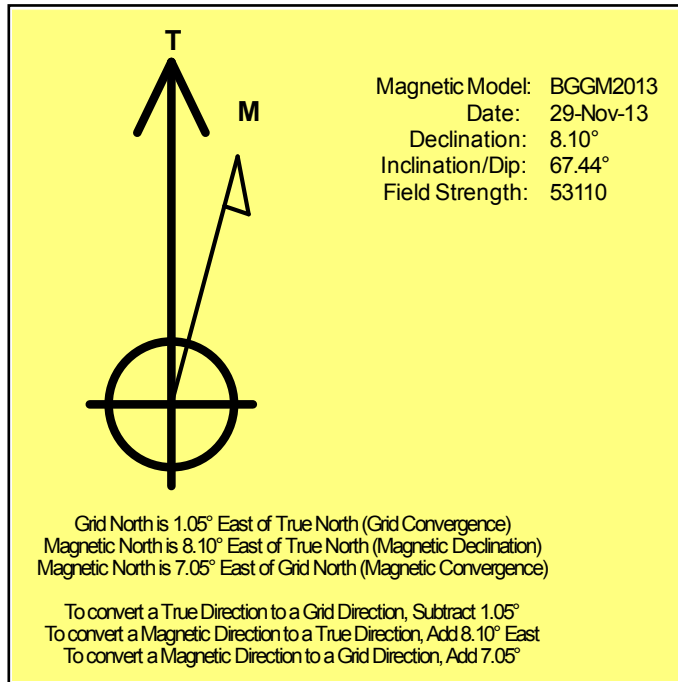 T
M
Magnetic Model: BGGM2013
Date: 29-Nov-13
Declination: 8.10°
Inclination/Dip: 67.44°
Field Strength: 53110
Grid North is 1.05° East of True North (Grid Convergence)
Magnetic North is 8.10° East of True North (Magnetic Declination)
Magnetic North is 7.05° East of Grid North (Magnetic Convergence)
To convert a True Direction to a Grid Direction, Subtract 1.05°
To convert a Magnetic Direction to a True Direction, Add 8.10° East
To convert a Magnetic Direction to a Grid Direction, Add 7.05°